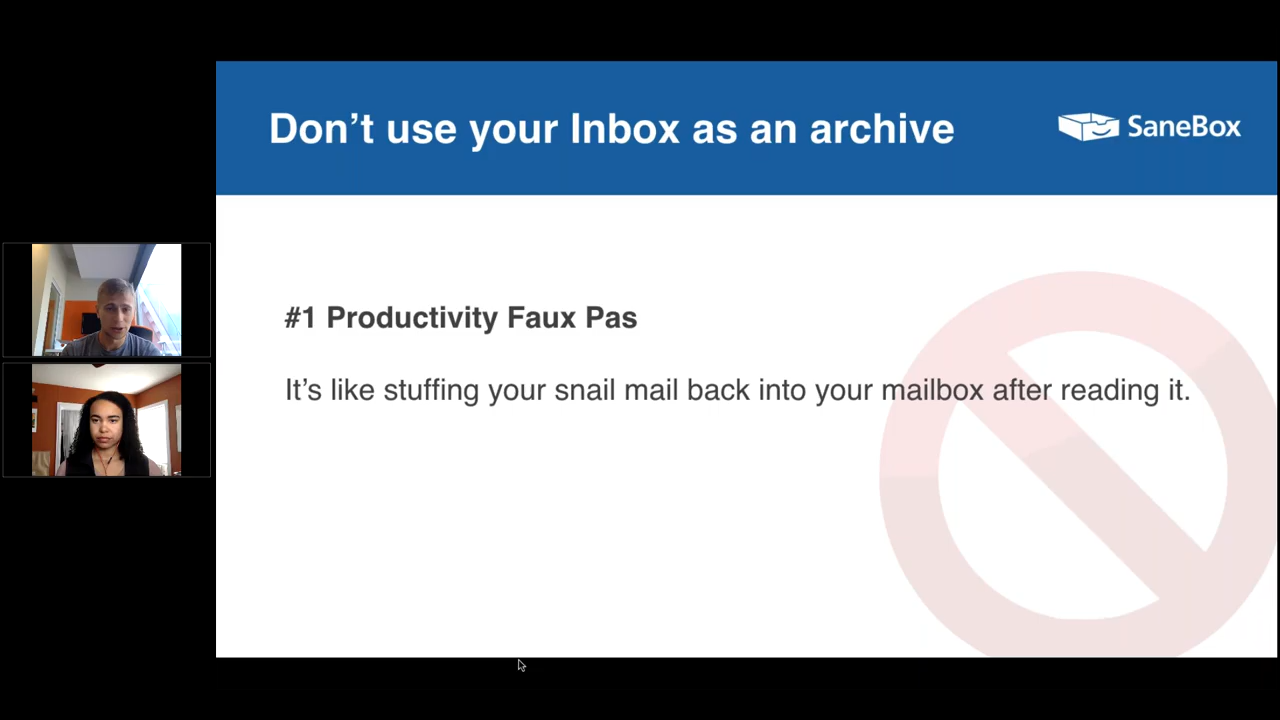 Don’t use your Inbox as an archive
SaneBox
#1 Productivity Faux Pas
It’s like stuffing your snail mail back into your mailbox after reading it.